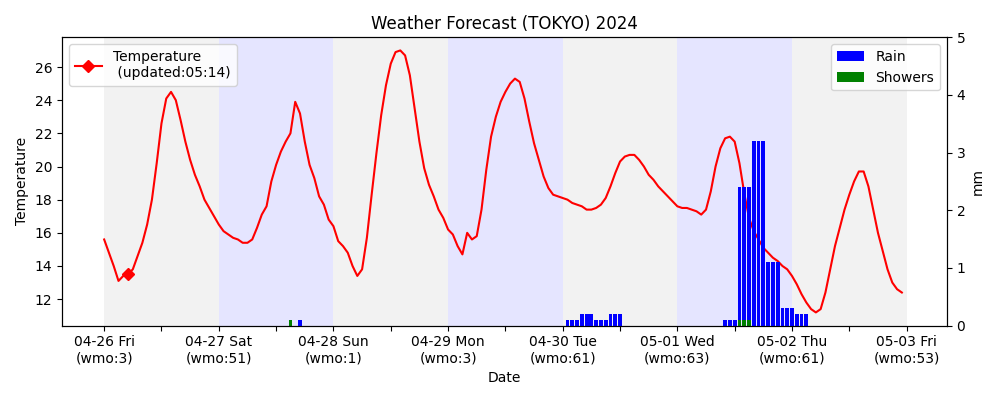 Weather Forecast (TOKYO) 2024
Temperature
(updated:05:14)
Rain
Showers
Temperature
26
24
22
20
18
16
14
12
5
4
3
2
1
0
mm
04-26 Fri
(wmo:3)
04-27 Sat
(wmo:51)
04-28 Sun
(wmo:1)
04-29 Mon
(wmo:3)
04-30 Tue
(wmo:61)
05-01 Wed
(wmo:63)
05-02 Thu
(wmo:61)
05-03 Fri
(wmo:53)
Date